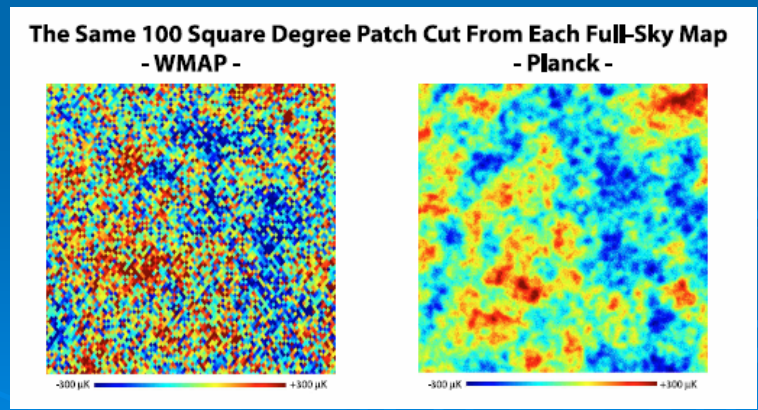 The Same 100 Square Degree Patch Cut From Each Full-Sky Map
- WMAP -
- Planck -
-300 µK
+300 µK
-300 µK
+300 µK